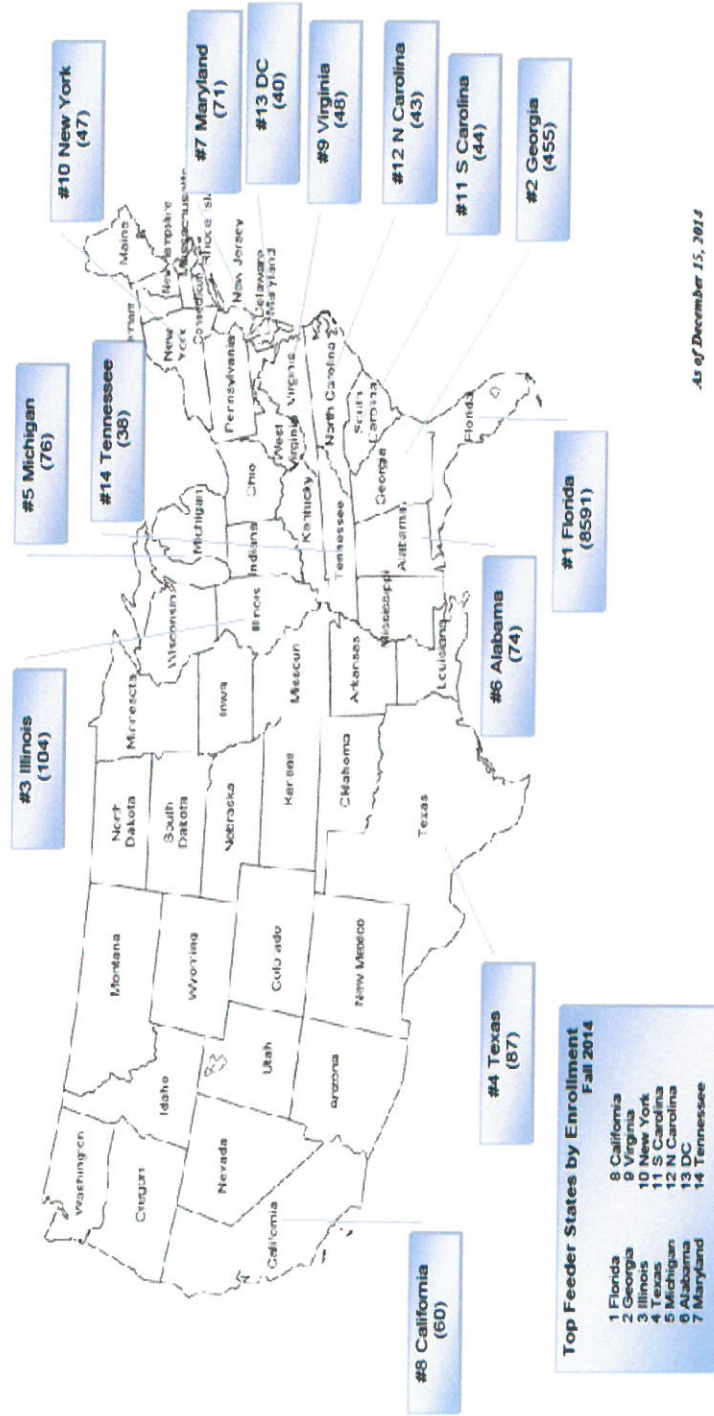 #10 New York
(47)
#5 Michigan
(76)
#14 Tennessee
(38)
#3 Illinois
(104)
#7 Maryland
(71)
#13 DC
(40)
#9 Virginia
(48)
#12 N Carolina
(43)
#11 S Carolina
(44)
#2 Georgia
(455)
#1 Florida
(8591)
#6 Alabama
(74)
#4 Texas
(87)
#8 California
(60)
Washington
Oregon
California
Nevada
Idaho
Montana
Wyoming
Utah
Arizona
Colorado
New Mexico
North
Dakota
South
Dakota
Nebraska
Kansas
Oklahoma
Texas
Minnesota
Iowa
Missouri
Arkansas
Louisiana
Wisconsin
Illinois
Michigan
Indiana
Ohio
Kentucky
Tennessee
Mississippi
Alabama
Georgia
Florida
South
Carolina
North Carolina
Virginia
West
Virginia
Pennsylvania
New
York
Maine
New Jersey
Delaware
Maryland
Top Feeder States by Enrollment
Fall 2014
1 Florida
2 Georgia
3 Illinois
4 Texas
5 Michigan
6 Alabama
7 Maryland
8 California
9 Virginia
10 New York
11 S Carolina
12 N Carolina
13 DC
14 Tennessee
As of December 15, 2014